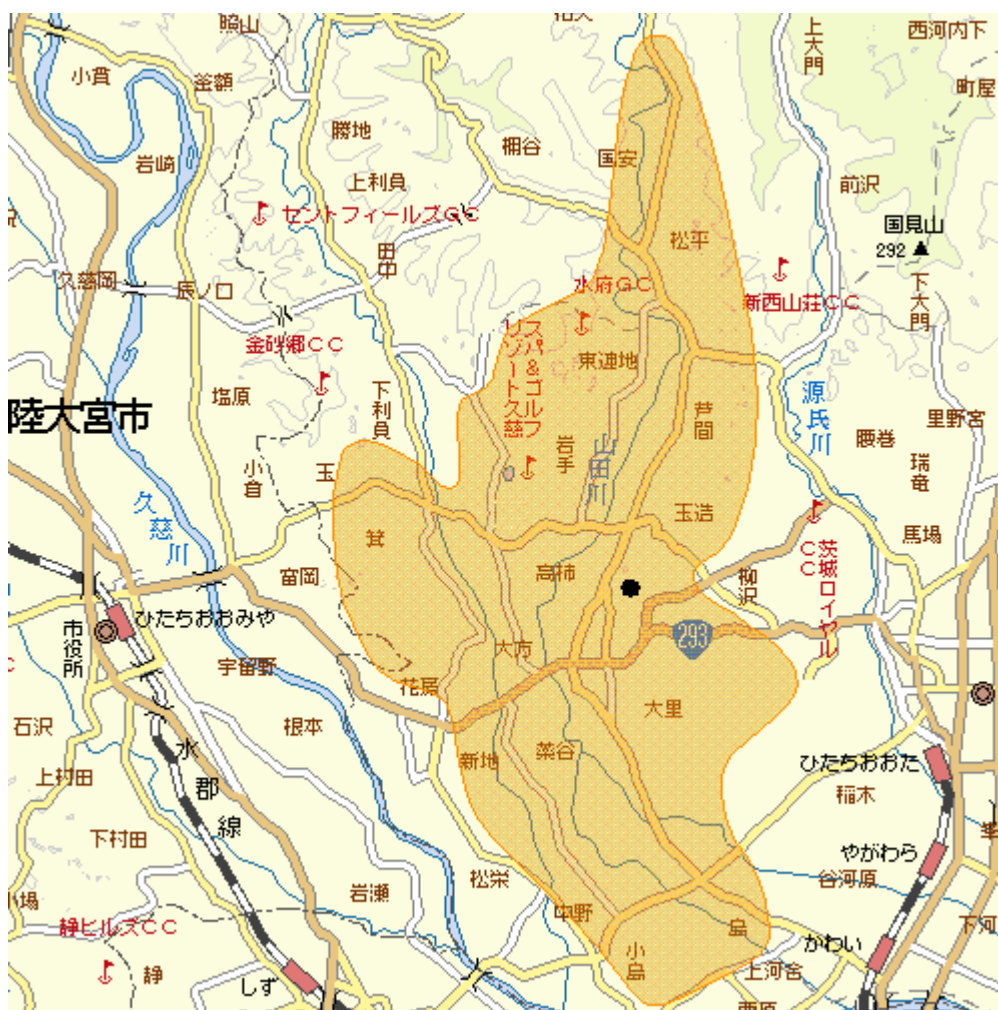 照山
上大門
西河内下
小貫
釜額
町屋
勝地
棚谷
国安
岩崎
上利員
前沢
セントフィールズGC
国見山
292
松平
田中
久慈岡
辰ノ口
水府GC
新西山荘CC
下大門
金砂郷CC
スパ&ゴルフ
リゾート久慈
東連地
塩原
下利員
陸大宮市
芦間
源氏川
里野宮
腰巻
岩手
山田川
瑞竜
小倉
玉
久慈川
玉造
馬場
箕
富岡
高柿
柳沢
茨城ロイヤル
CC
ひたちおおみや
市役所
293
大方
宇留野
花房
大里
石沢
根本
新地
薬谷
ひたちおおた
上村田
稲木
水郡線
下村田
やがわら
谷河原
岩瀬
松栄
中野
島
静ヒルズCC
かわい
下河
小島
上河合
静
しず